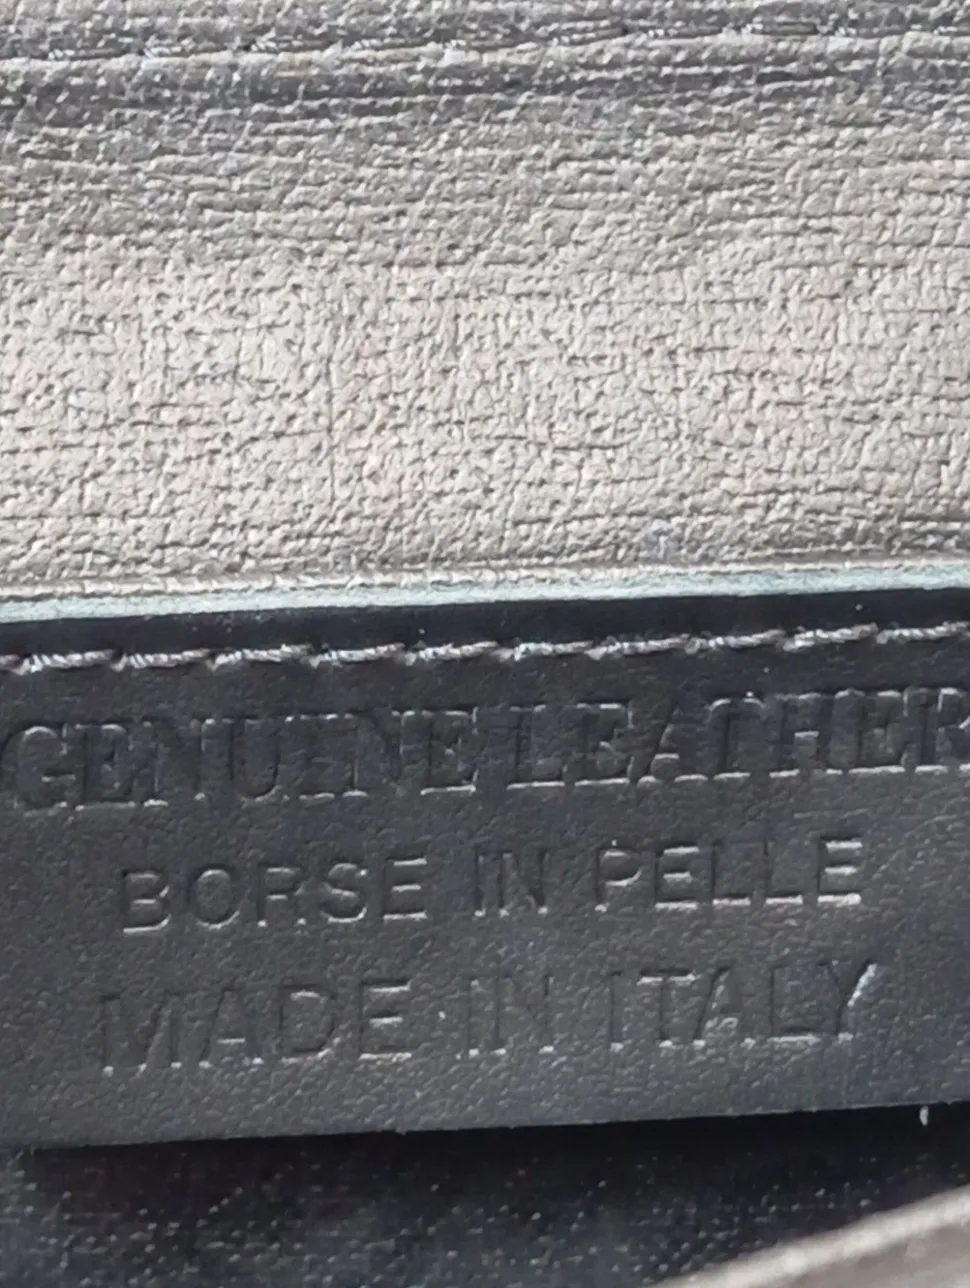 GENUINE LEATHER
BORSE IN PELLE
MADE IN ITALY